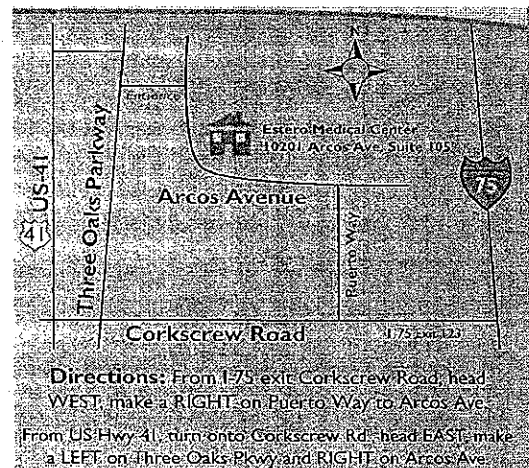 N
Entrance
Estero Medical Center
10201 Arcos Ave, Suite 105
US-41
41
Three Oaks Parkway
Arcos Avenue
Puerto Way
75
Corkscrew Road
I-75 exit 123
Directions: From I-75 exit Corkscrew Road, head
WEST, make a RIGHT on Puerto Way to Arcos Ave.
From US Hwy 41, turn onto Corkscrew Rd, head EAST, make
a LEFT on Three Oaks Pkwy and RIGHT on Arcos Ave.